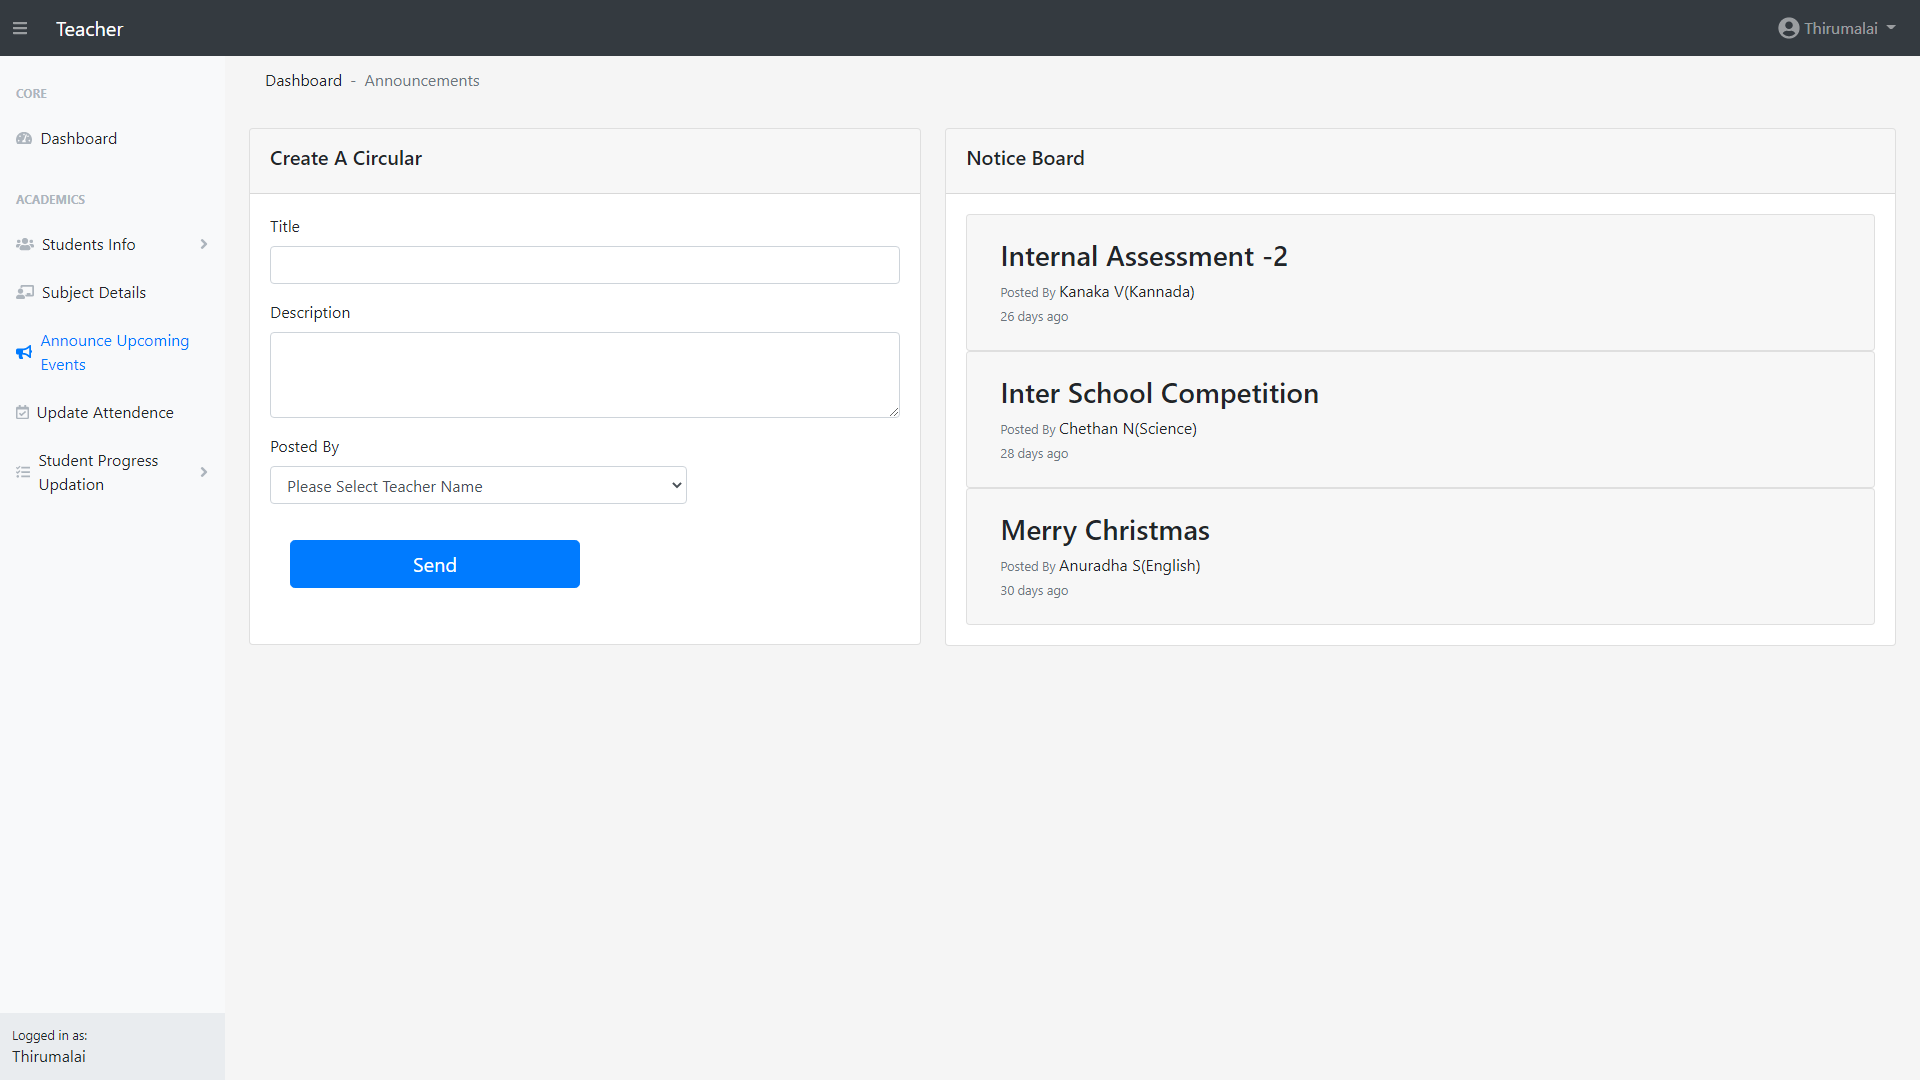 Teacher
Thirumalai
CORE
Dashboard
ACADEMICS
Students Info
Subject Details
Announce Upcoming
Events
Update Attendence
Student Progress
Updation
Logged in as:
Thirumalai
Dashboard - Announcements
Create A Circular
Title
Description
Posted By
Please Select Teacher Name
Send
Notice Board
Internal Assessment -2
Posted By Kanaka V(Kannada)
26 days ago
Inter School Competition
Posted By Chethan N(Science)
28 days ago
Merry Christmas
Posted By Anuradha S(English)
30 days ago